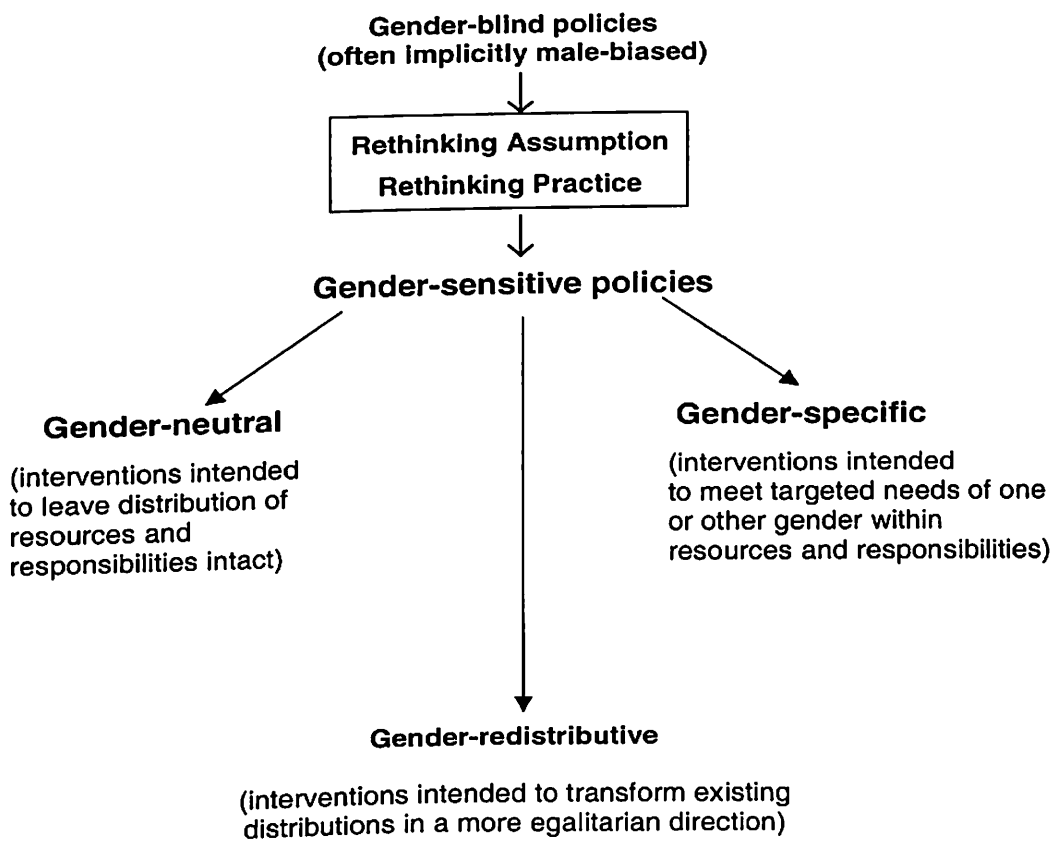 Gender-blind policies
(often implicitly male-biased)
Rethinking Assumption
Rethinking Practice
Gender-sensitive policies
Gender-neutral
(interventions intended
to leave distribution of
resources and
responsibilities intact)
Gender-specific
(interventions intended
to meet targeted needs of one
or other gender within
resources and responsibilities)
Gender-redistributive
(interventions intended to transform existing
distributions in a more egalitarian direction)